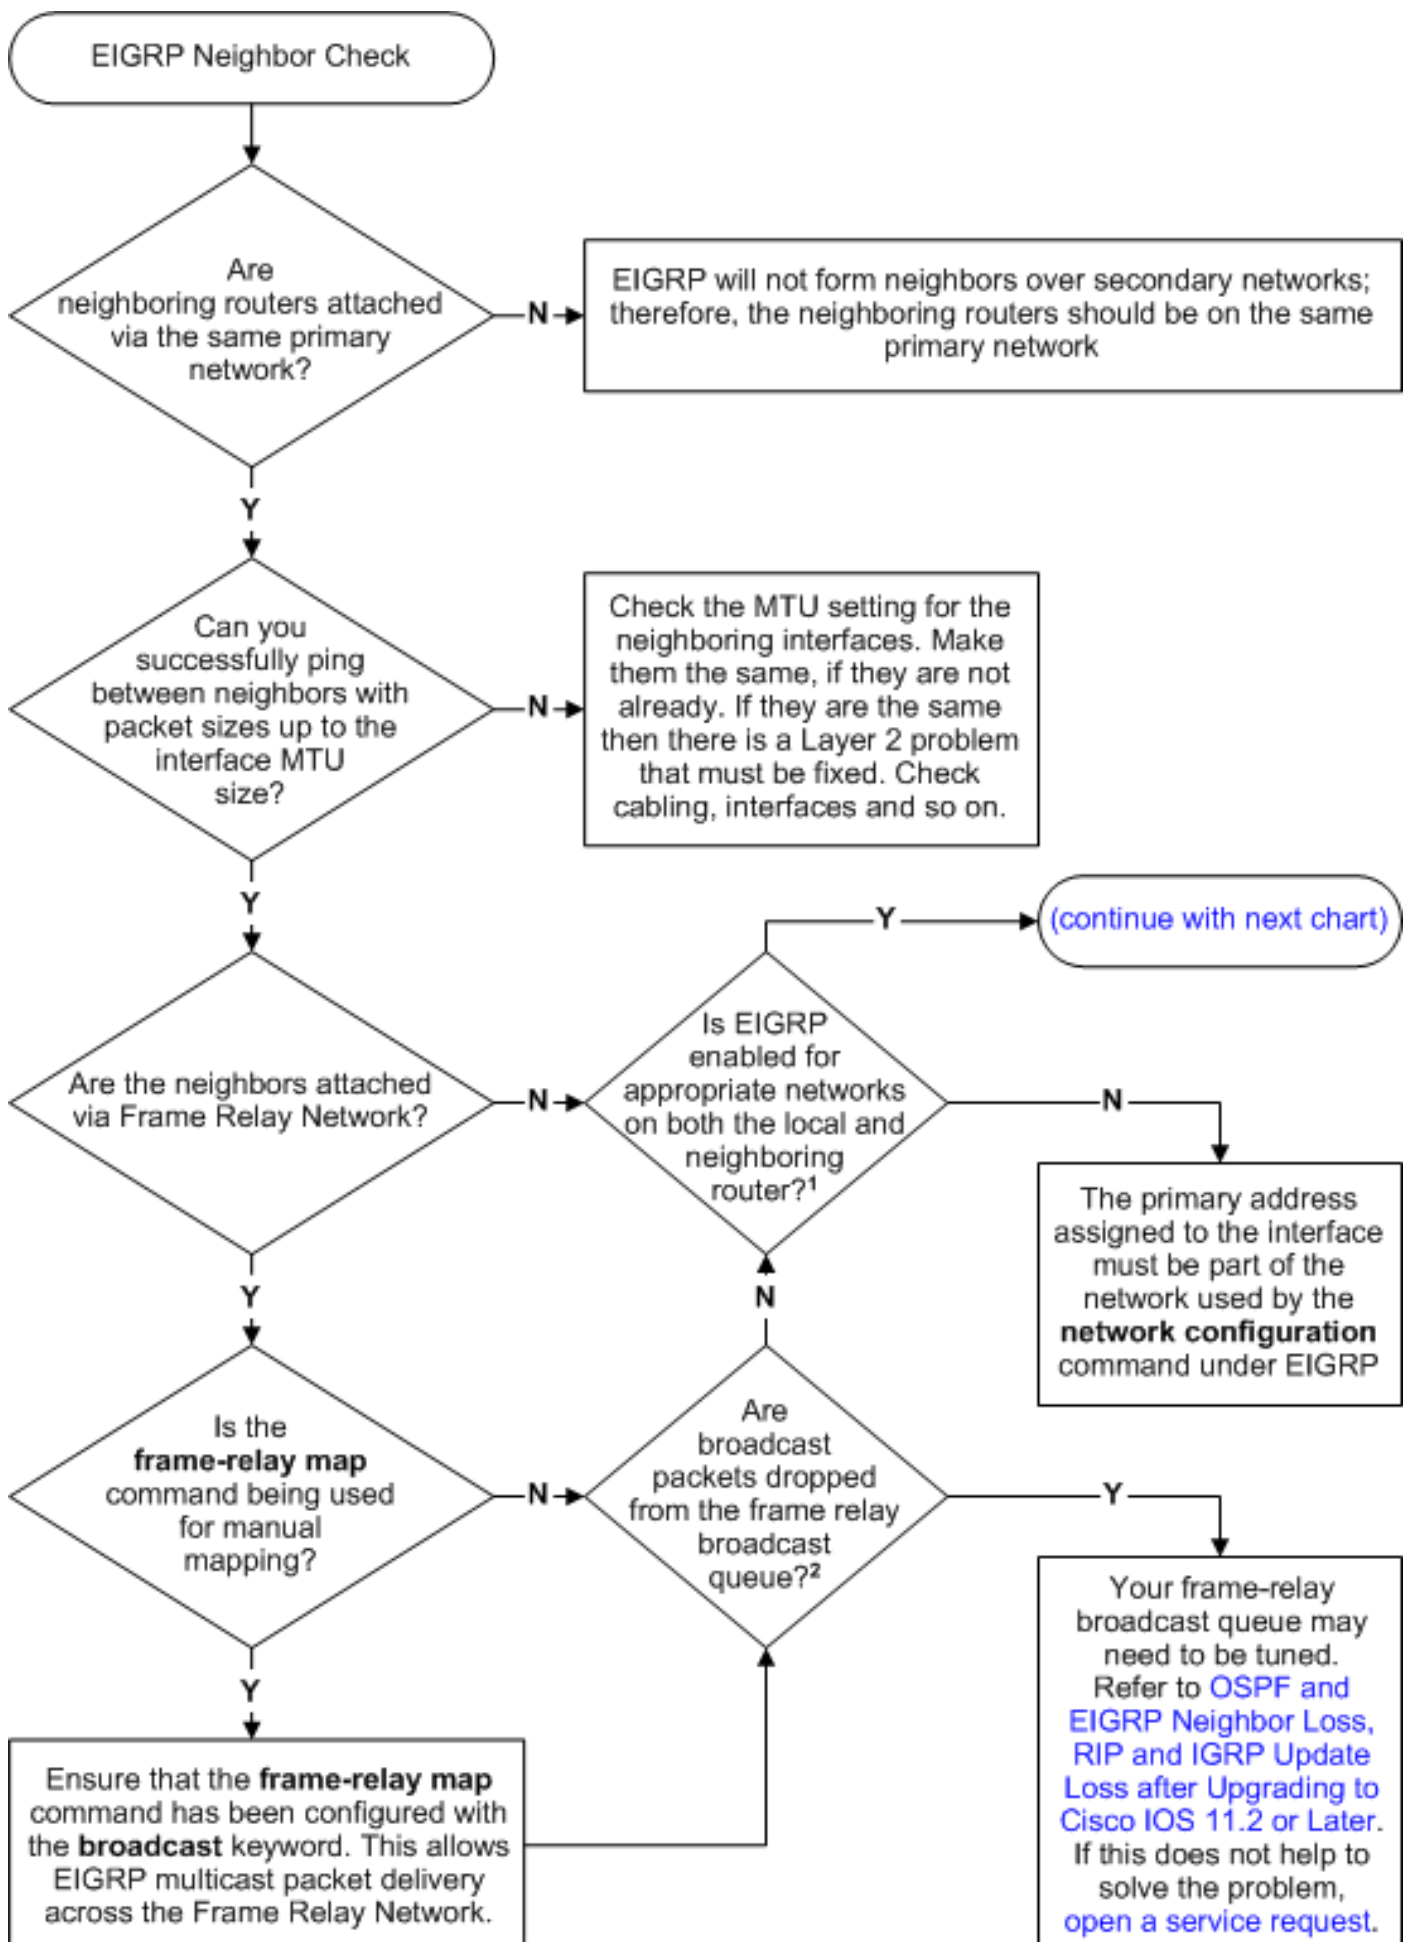 EIGRP Neighbor Check
Are
neighboring routers attached
via the same primary
network?
N
EIGRP will not form neighbors over secondary networks;
therefore, the neighboring routers should be on the same
primary network
Y
Can you
successfully ping
between neighbors with
packet sizes up to the
interface MTU
size?
N
Check the MTU setting for the
neighboring interfaces. Make
them the same, if they are not
already. If they are the same
then there is a Layer 2 problem
that must be fixed. Check
cabling, interfaces and so on.
Y
Are the neighbors attached
via Frame Relay Network?
N
Is EIGRP
enabled for
appropriate networks
on both the local and
neighboring
router?¹
Y
(continue with next chart)
N
The primary address
assigned to the interface
must be part of the
network used by the
network configuration
command under EIGRP
Y
N
Is the
frame-relay map
command being used
for manual
mapping?
N
Are
broadcast
packets dropped
from the frame relay
broadcast
queue?²
Y
Your frame-relay
broadcast queue may
need to be tuned.
Refer to OSPF and
EIGRP Neighbor Loss,
RIP and IGRP Update
Loss after Upgrading to
Cisco IOS 11.2 or Later.
If this does not help to
solve the problem,
open a service request.
Y
Ensure that the frame-relay map
command has been configured with
the broadcast keyword. This allows
EIGRP multicast packet delivery
across the Frame Relay Network.